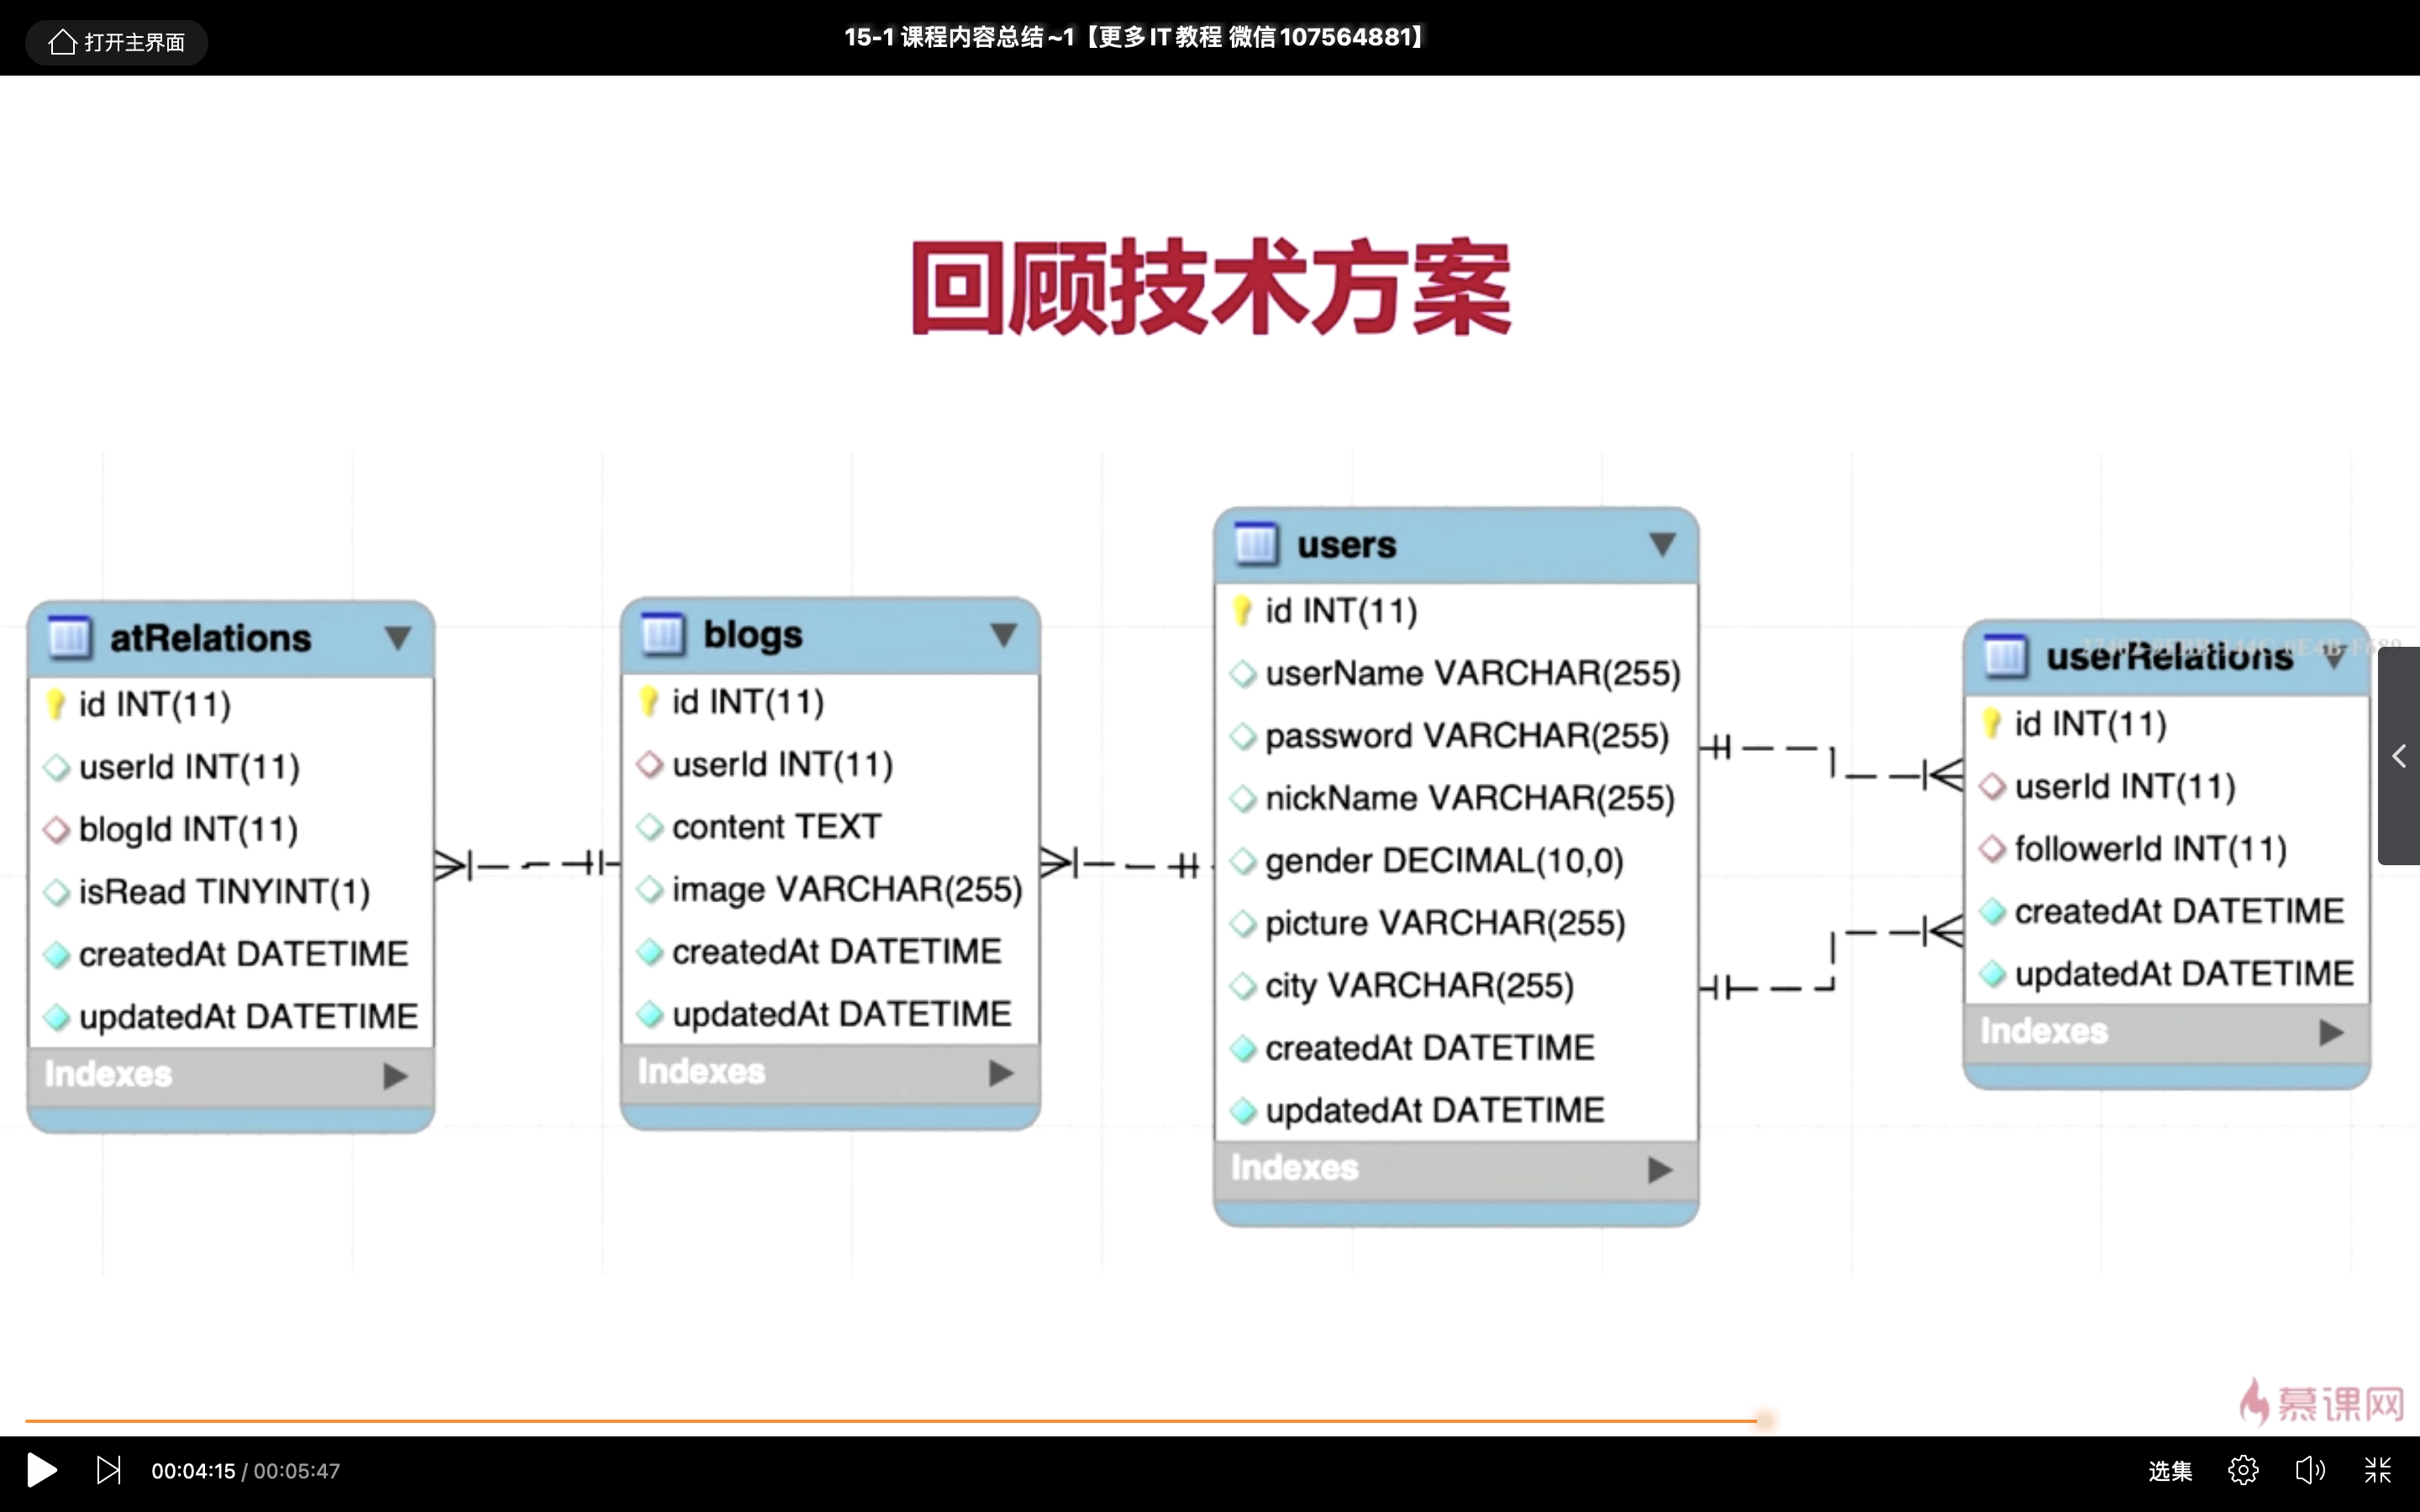 打开主界面
15-1 课程内容总结~1【更多IT教程 微信107564881】
回顾技术方案
atRelations
id INT(11)
userId INT(11)
blogId INT(11)
isRead TINYINT(1)
createdAt DATETIME
updatedAt DATETIME
Indexes
blogs
id INT(11)
userId INT(11)
content TEXT
image VARCHAR(255)
createdAt DATETIME
updatedAt DATETIME
Indexes
users
id INT(11)
userName VARCHAR(255)
password VARCHAR(255)
nickName VARCHAR(255)
gender DECIMAL(10,0)
picture VARCHAR(255)
city VARCHAR(255)
createdAt DATETIME
updatedAt DATETIME
Indexes
userRelations
id INT(11)
userId INT(11)
followerId INT(11)
createdAt DATETIME
updatedAt DATETIME
Indexes
慕课网
00:04:15 / 00:05:47
选集